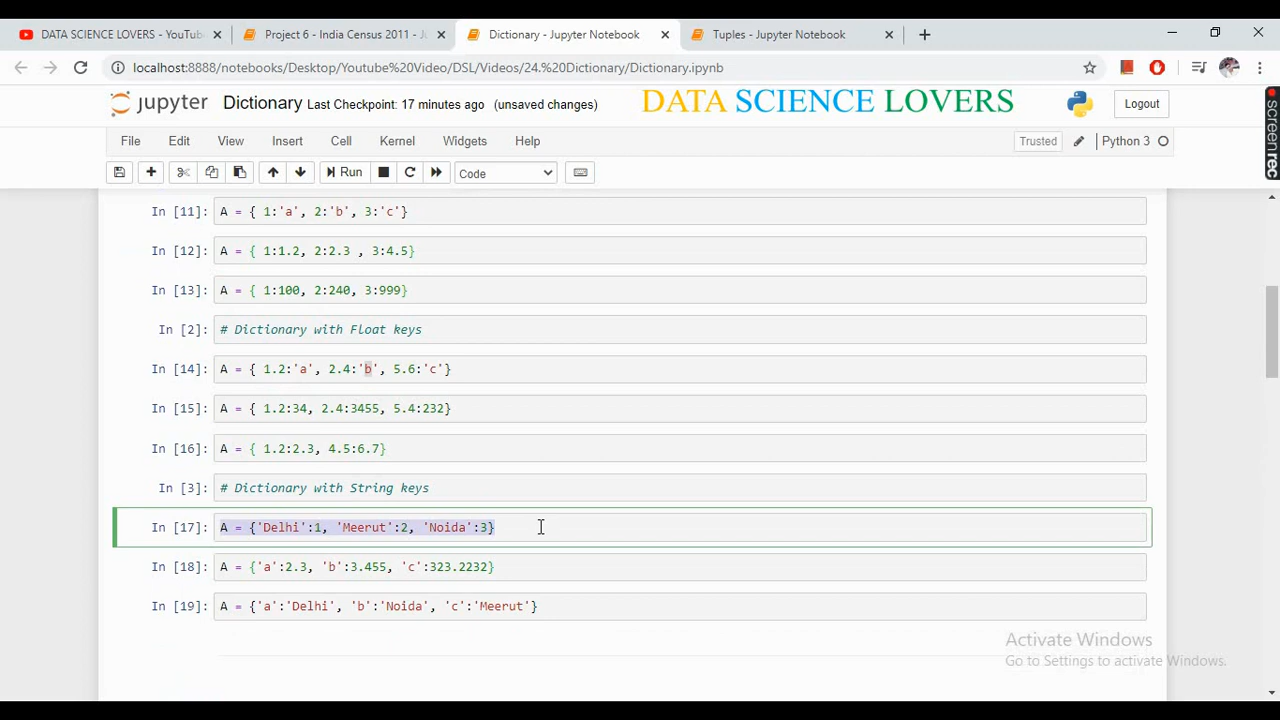 DATA SCIENCE LOVERS - YouTub
Project 6 - India Census 2011 - J
Dictionary - Jupyter Notebook
Tuples - Jupyter Notebook
localhost:8888/notebooks/Desktop/Youtube%20Video/DSL/Videos/24.%20Dictionary/Dictionary.ipynb
jupyter Dictionary Last Checkpoint: 17 minutes ago (unsaved changes) DATA SCIENCE LOVERS Logout
File Edit View Insert Cell Kernel Widgets Help Trusted Python 3
Run Code
In [11]: A = { 1:'a', 2:'b', 3:'c'}
In [12]: A = { 1:1.2, 2:2.3 , 3:4.5}
In [13]: A = { 1:100, 2:240, 3:999}
In [2]: # Dictionary with Float keys
In [14]: A = { 1.2:'a', 2.4:'b', 5.6:'c'}
In [15]: A = { 1.2:34, 2.4:3455, 5.4:232}
In [16]: A = { 1.2:2.3, 4.5:6.7}
In [3]: # Dictionary with String keys
In [17]: A = {'Delhi':1, 'Meerut':2, 'Noida':3}
In [18]: A = {'a':2.3, 'b':3.455, 'c':323.2232}
In [19]: A = {'a':'Delhi', 'b':'Noida', 'c':'Meerut'}
Activate Windows
Go to Settings to activate Windows.
screenrec